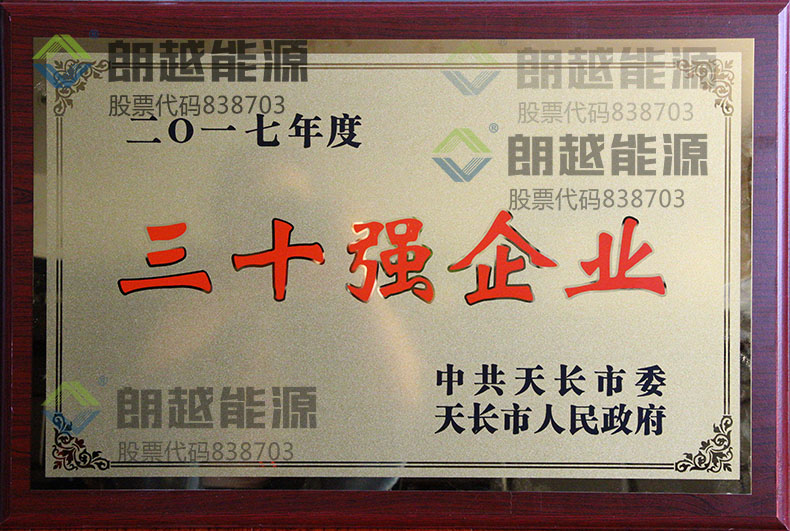 朗越能源
股票代码838703
朗越能源
股票代码838703
二〇一七年度
®
朗越能源
股票代码838703
三十强企业
中共天长市委
天长市人民政府
朗越能源
股票代码838703